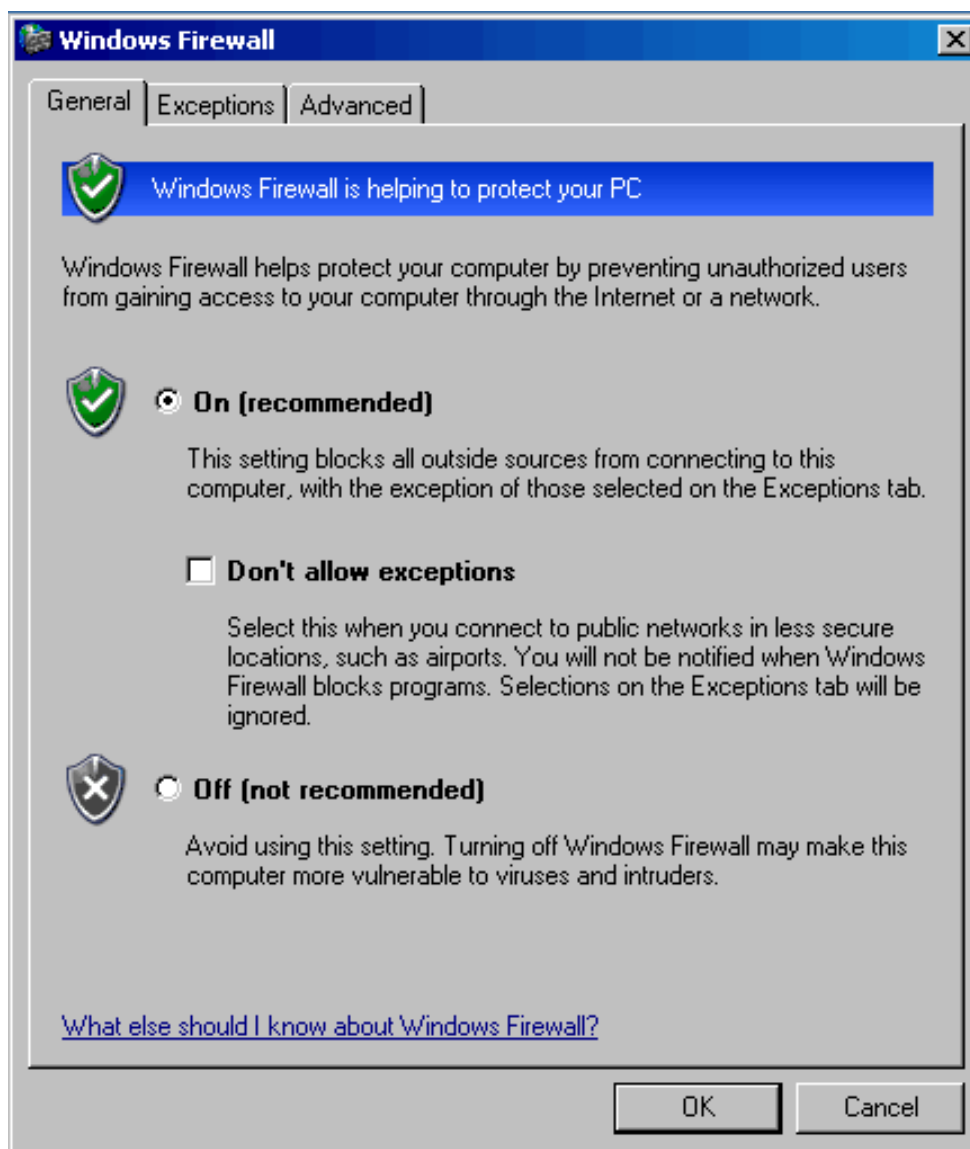 Windows Firewall
General Exceptions Advanced
Windows Firewall is helping to protect your PC
Windows Firewall helps protect your computer by preventing unauthorized users
from gaining access to your computer through the Internet or a network.
On (recommended)
This setting blocks all outside sources from connecting to this
computer, with the exception of those selected on the Exceptions tab.
Don't allow exceptions
Select this when you connect to public networks in less secure
locations, such as airports. You will not be notified when Windows
Firewall blocks programs. Selections on the Exceptions tab will be
ignored.
Off (not recommended)
Avoid using this setting. Turning off Windows Firewall may make this
computer more vulnerable to viruses and intruders.
What else should I know about Windows Firewall?
OK Cancel